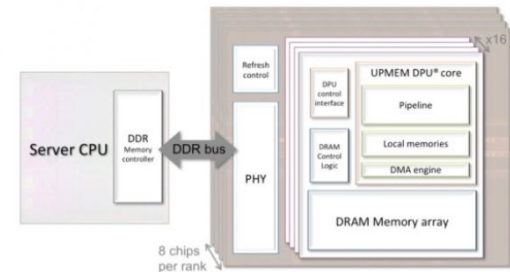 Server CPU
DDR
Memory
controller
DDR bus
Refresh
control
PHY
x16
DPU
control
interface
DRAM
Control
Logic
UPMEM DPU® core
Pipeline
Local memories
DMA engine
DRAM Memory array
8 chips
per rank